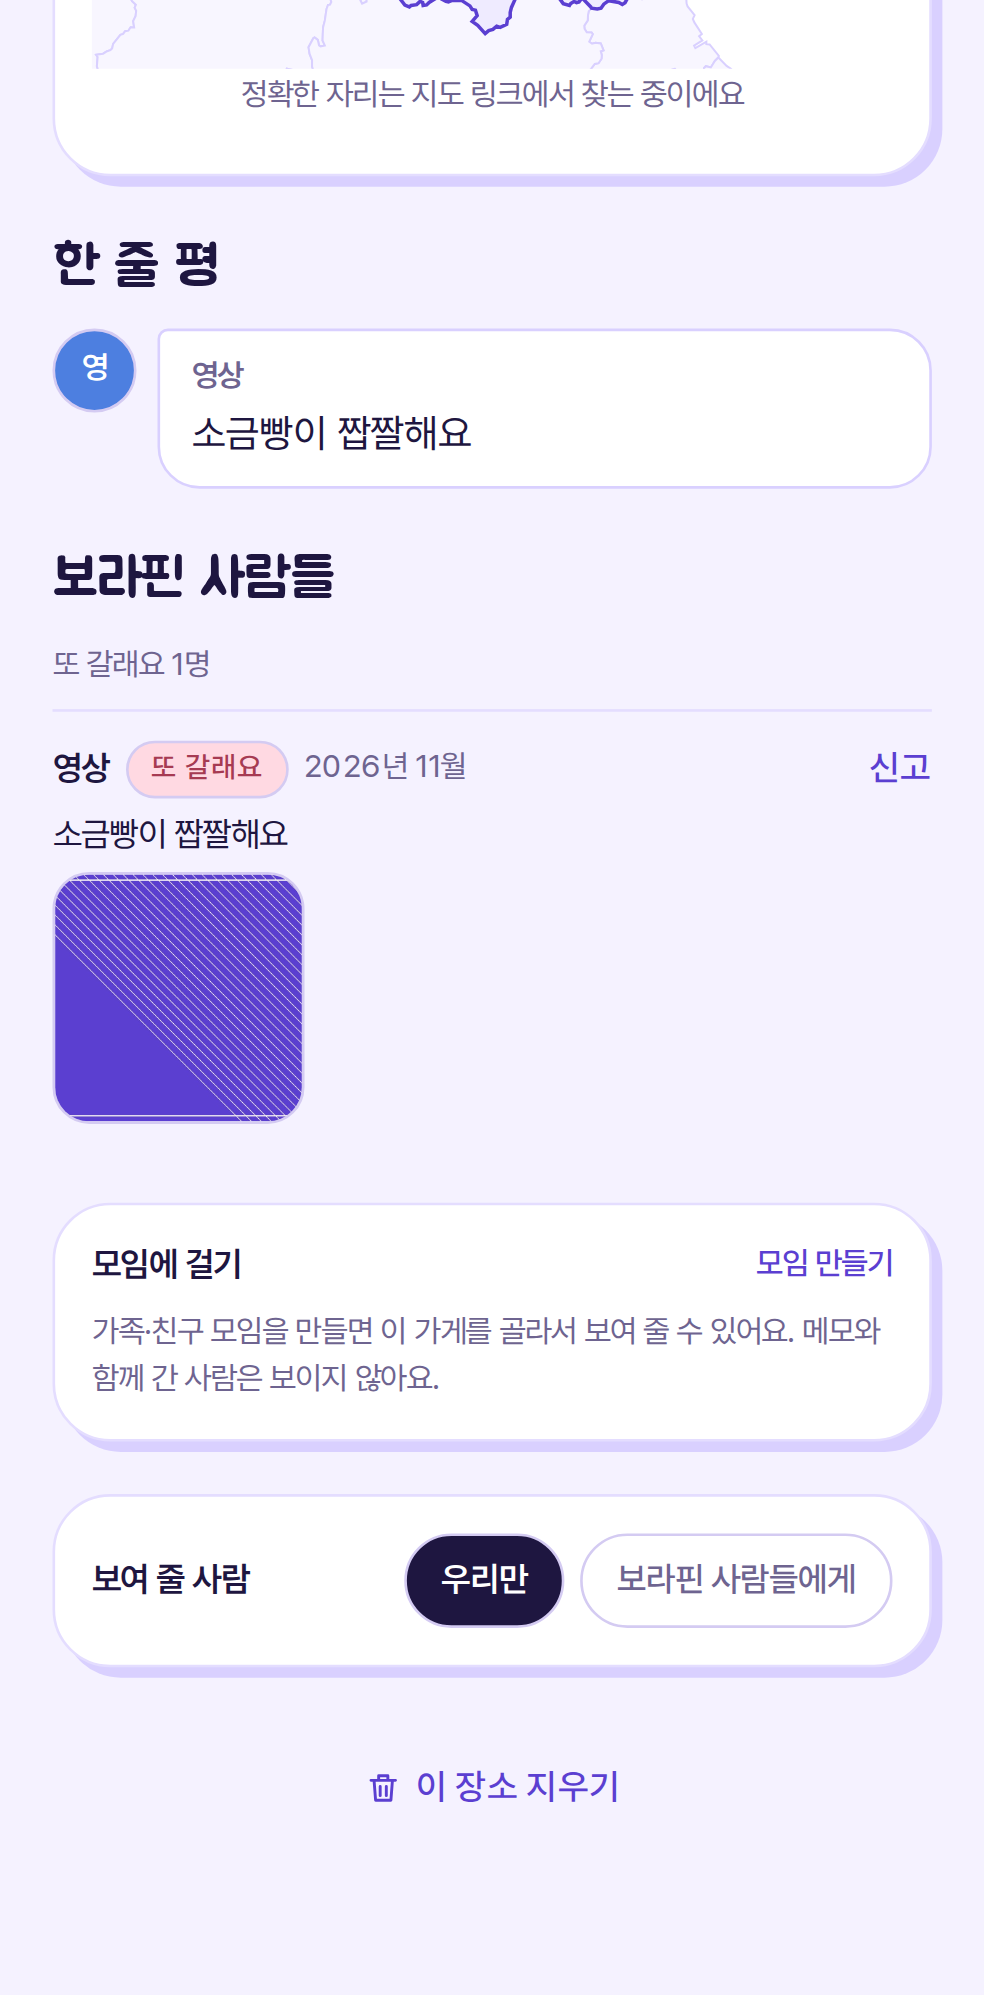 정확한 자리는 지도 링크에서 찾는 중이에요
한 줄 평
영
영상
소금빵이 짭짤해요
보라핀 사람들
또 갈래요 1명
영상 또 갈래요 2026년 11월 신고
소금빵이 짭짤해요
모임에 걸기 모임 만들기
가족·친구 모임을 만들면 이 가게를 골라서 보여 줄 수 있어요. 메모와
함께 간 사람은 보이지 않아요.
보여 줄 사람 우리만 보라핀 사람들에게
이 장소 지우기